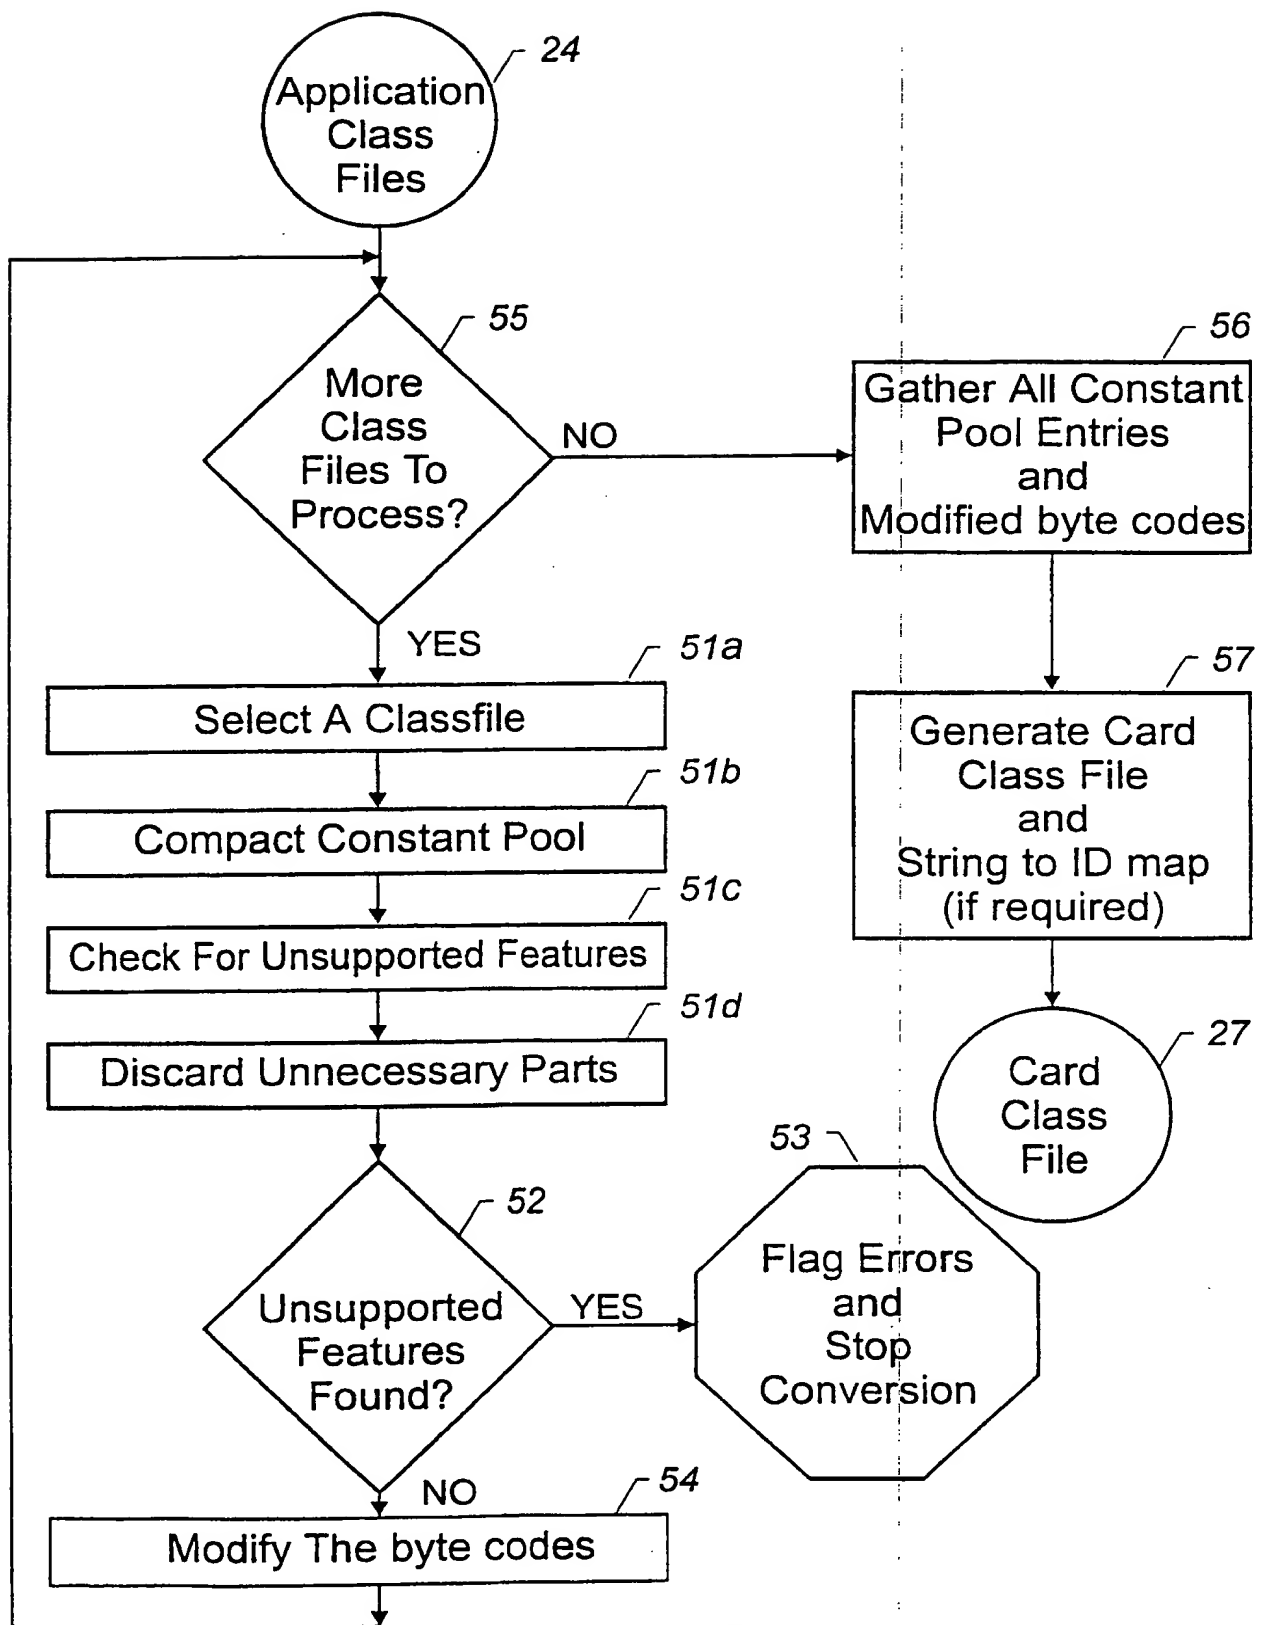 24
Application
Class
Files
55
More
Class
Files To
Process?
NO
YES
56
Gather All Constant
Pool Entries
and
Modified byte codes
51a
Select A Classfile
57
Generate Card
Class File
and
String to ID map
(if required)
51b
Compact Constant Pool
51c
Check For Unsupported Features
51d
Discard Unnecessary Parts
27
Card
Class
File
52
Unsupported
Features
Found?
YES
NO
53
Flag Errors
and
Stop
Conversion
54
Modify The byte codes